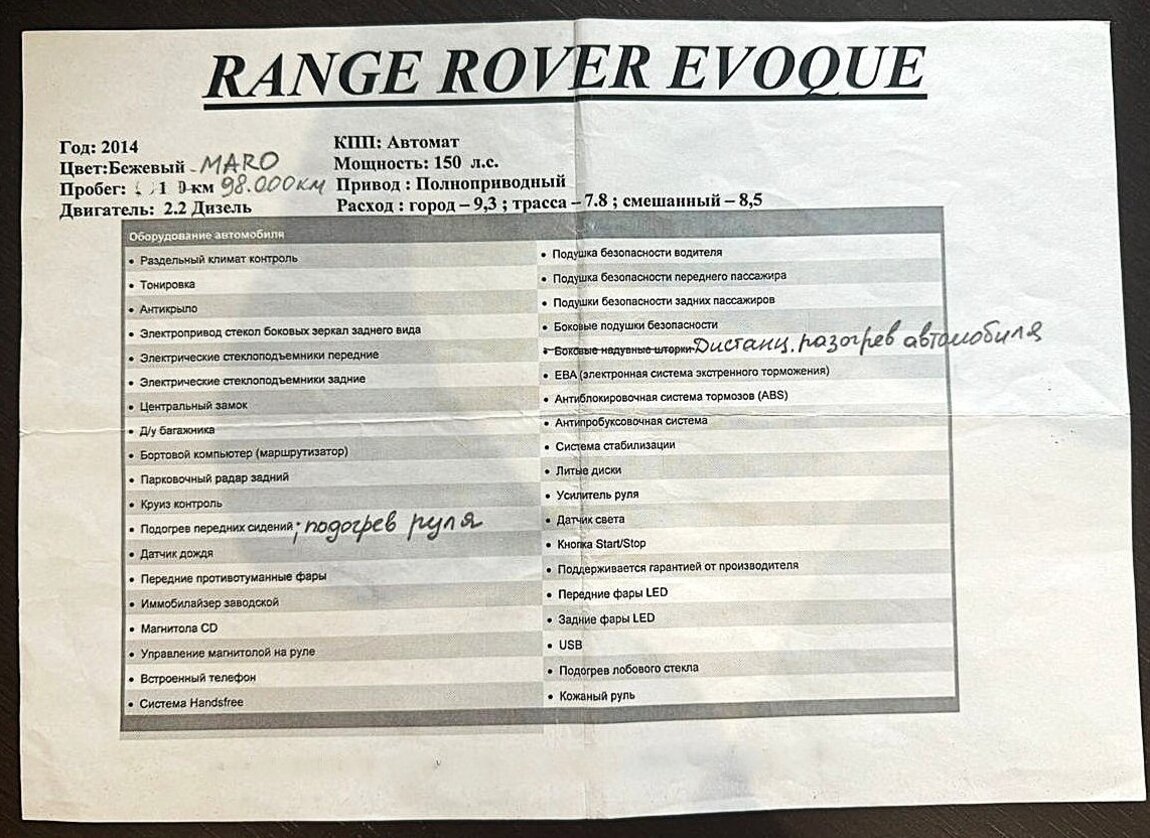 RANGE ROVER EVOQUE
Год: 2014
Цвет:Бежевый - MARO
Пробег: 1 км 98.000км
Двигатель: 2.2 Дизель
КПП: Автомат
Мощность: 150 л.с.
Привод : Полноприводный
Расход : город – 9,3 ; трасса – 7.8 ; смешанный – 8,5
Оборудование автомобиля
• Раздельный климат контроль
• Тонировка
• Антикрыло
• Электропривод стекол боковых зеркал заднего вида
• Электрические стеклоподъемники передние
• Электрические стеклоподъемники задние
• Центральный замок
• Д/у багажника
• Бортовой компьютер (маршрутизатор)
• Парковочный радар задний
• Круиз контроль
• Подогрев передних сидений ; подогрев руля
• Датчик дождя
• Передние противотуманные фары
• Иммобилайзер заводской
• Магнитола CD
• Управление магнитолой на руле
• Встроенный телефон
• Система Handsfree
• Подушка безопасности водителя
• Подушка безопасности переднего пассажира
• Подушки безопасности задних пассажиров
• Боковые подушки безопасности
• Боковые надувные шторки Дистанц. разогрев автомобиля
• EBA (электронная система экстренного торможения)
• Антиблокировочная система тормозов (ABS)
• Антипробуксовочная система
• Система стабилизации
• Литые диски
• Усилитель руля
• Датчик света
• Кнопка Start/Stop
• Поддерживается гарантией от производителя
• Передние фары LED
• Задние фары LED
• USB
• Подогрев лобового стекла
• Кожаный руль